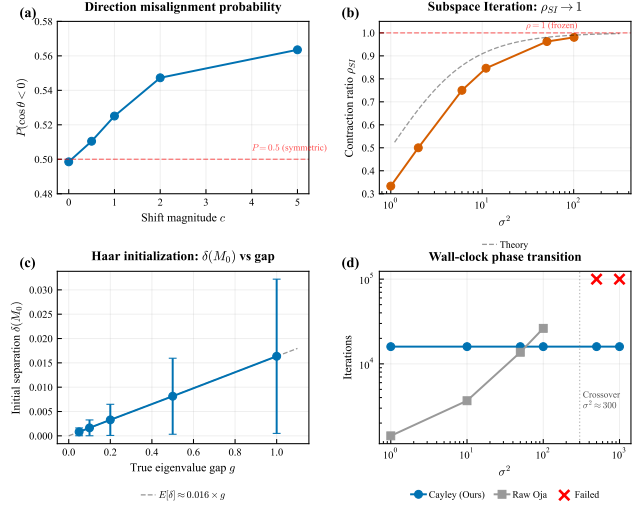 (a)
Direction misalignment probability
0.58
0.56
0.54
0.52
0.50
0.48
P(cos θ < 0)
P = 0.5 (symmetric)
0
1
2
3
4
5
Shift magnitude c
(b)
Subspace Iteration: ρSI → 1
ρ = 1 (frozen)
1.0
0.9
0.8
0.7
0.6
0.5
0.4
0.3
Contraction ratio ρSI
10⁰
10¹
10²
σ²
Theory
(c)
Haar initialization: δ(M₀) vs gap
0.030
0.025
0.020
0.015
0.010
0.005
0.000
Initial separation δ(M₀)
0.0
0.2
0.4
0.6
0.8
1.0
True eigenvalue gap g
E[δ] ≈ 0.016 × g
(d)
Wall-clock phase transition
10⁵
10⁴
Iterations
Crossover
σ² ≈ 300
10⁰
10¹
10²
10³
σ²
Cayley (Ours)
Raw Oja
Failed